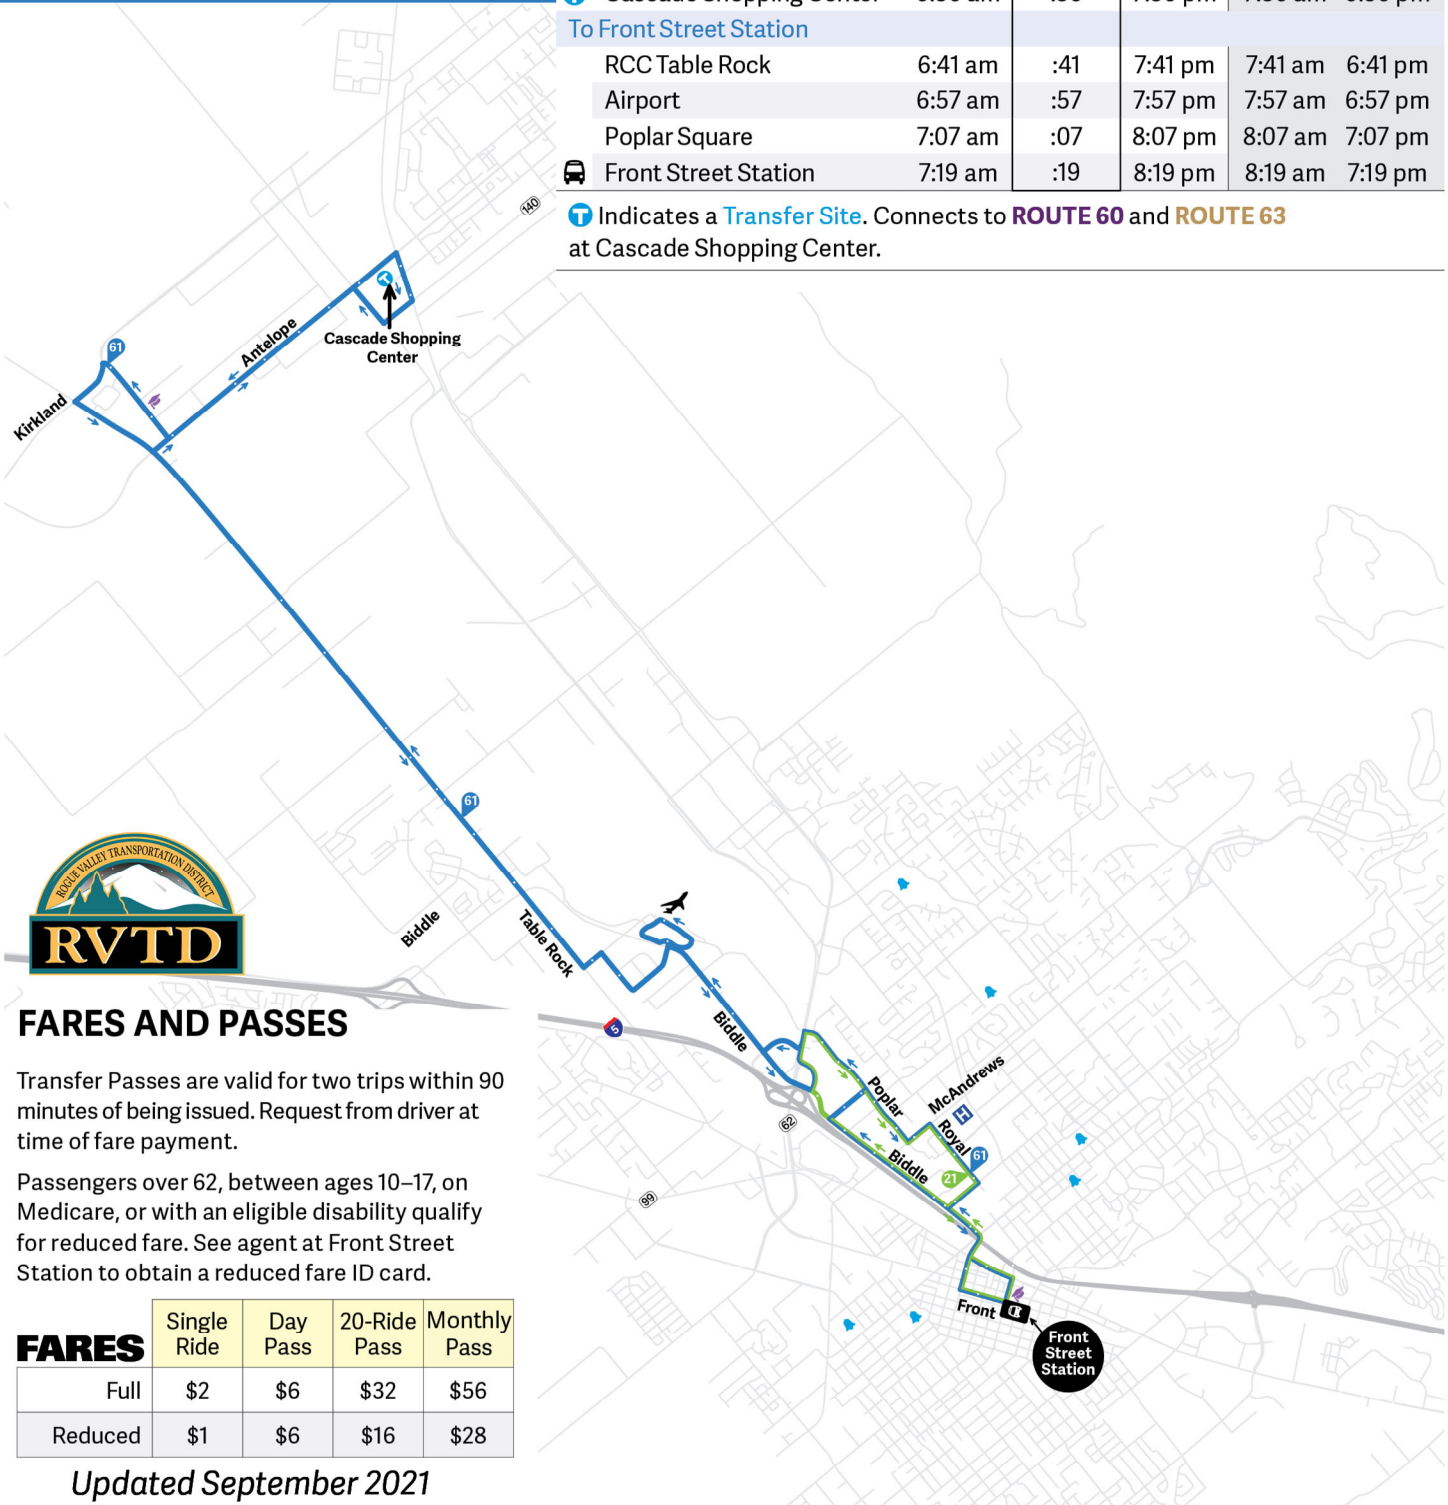 To Front Street Station
RCC Table Rock 6:41 am :41 7:41 pm 7:41 am 6:41 pm
Airport 6:57 am :57 7:57 pm 7:57 am 6:57 pm
Poplar Square 7:07 am :07 8:07 pm 8:07 am 7:07 pm
Front Street Station 7:19 am :19 8:19 pm 8:19 am 7:19 pm
T Indicates a Transfer Site. Connects to ROUTE 60 and ROUTE 63
at Cascade Shopping Center.
140
T
Cascade Shopping
Center
Antelope
61
Kirkland
61
Table Rock
Biddle
5
Biddle
62
99
Poplar
McAndrews
H
Royal
61
21
Biddle
Front
Front
Street
Station
ROGUE VALLEY TRANSPORTATION DISTRICT
RVTD
FARES AND PASSES
Transfer Passes are valid for two trips within 90
minutes of being issued. Request from driver at
time of fare payment.
Passengers over 62, between ages 10–17, on
Medicare, or with an eligible disability qualify
for reduced fare. See agent at Front Street
Station to obtain a reduced fare ID card.
FARES
Single
Ride
Day
Pass
20-Ride
Pass
Monthly
Pass
Full $2 $6 $32 $56
Reduced $1 $6 $16 $28
Updated September 2021